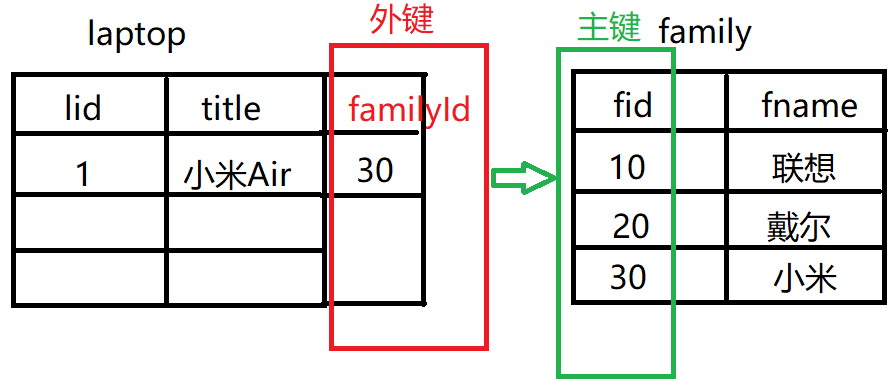 laptop
外键
lid title familyId
1 小米Air 30
主键
family
fid fname
10 联想
20 戴尔
30 小米